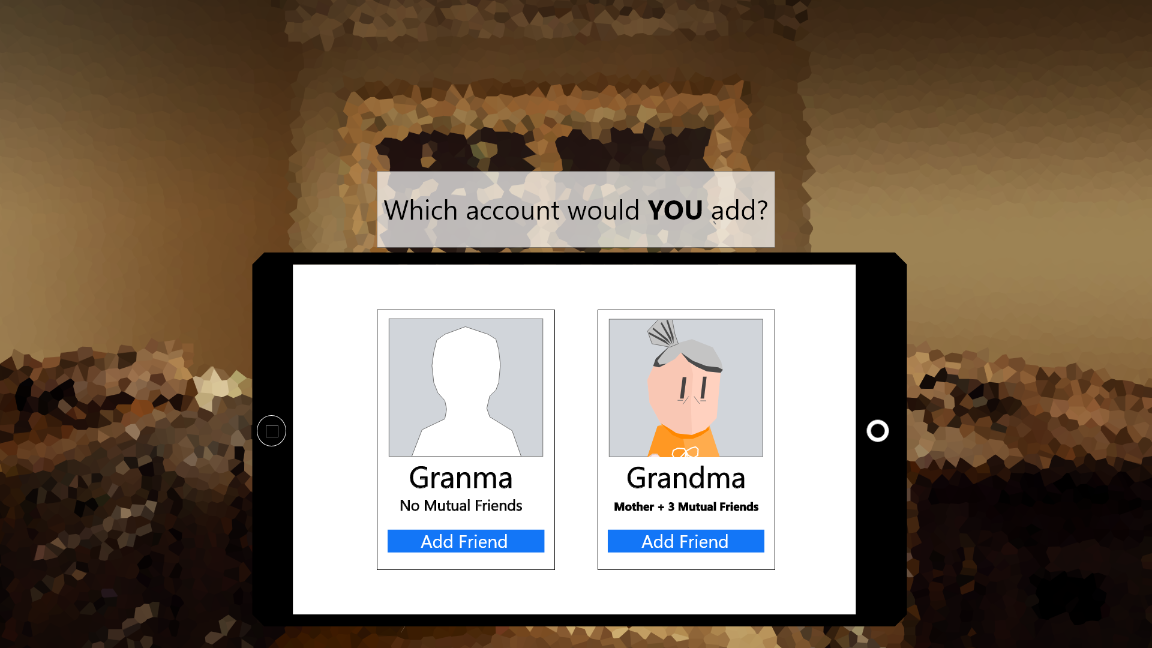 Which account would YOU add?
Granma
No Mutual Friends
Add Friend
Grandma
Mother + 3 Mutual Friends
Add Friend